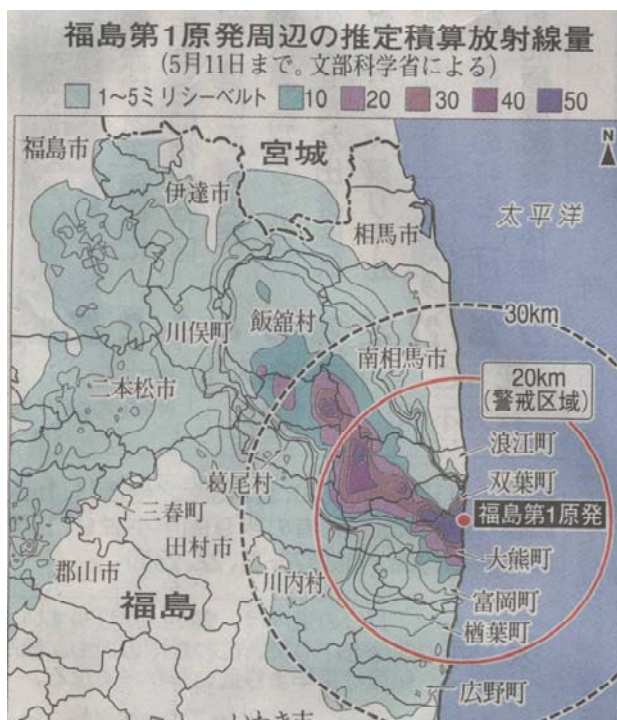 福島第1原発周辺の推定積算放射線量
(5月11日まで。文部科学省による)
1〜5ミリシーベルト 10 20 30 40 50
N
宮城
福島市
伊達市
相馬市
太平洋
飯舘村
川俣町
30km
南相馬市
二本松市
20km
(警戒区域)
浪江町
葛尾村
双葉町
福島第1原発
三春町
田村市
大熊町
郡山市
川内村
福島
富岡町
楢葉町
広野町
いわき市